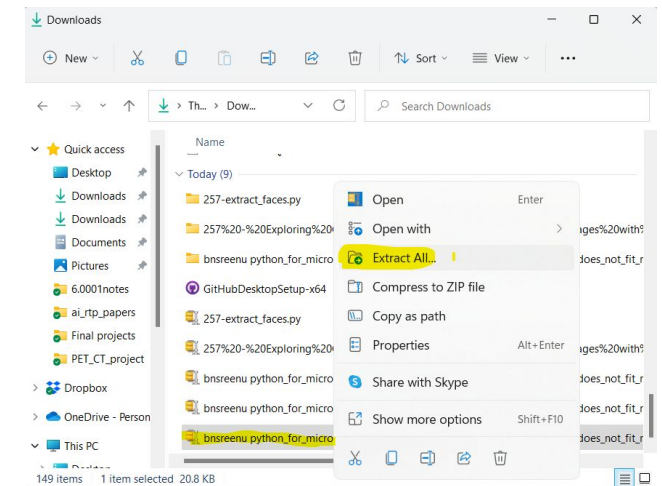 Downloads
New
Sort
View
Th... > Dow...
Search Downloads
Name
Quick access
Desktop
Downloads
Downloads
Documents
Pictures
6.0001notes
ai_rtp_papers
Final projects
PET_CT_project
Dropbox
OneDrive - Person
This PC
Today (9)
257-extract_faces.py
257%20-%20Exploring%20
bnsreenu python_for_micro
GitHubDesktopSetup-x64
257-extract_faces.py
257%20-%20Exploring%20
bnsreenu python_for_micro
bnsreenu python_for_micro
bnsreenu python_for_micro
Open Enter
Open with
Extract All...
Compress to ZIP file
Copy as path
Properties Alt+Enter
Share with Skype
Show more options Shift+F10
ages%20with%
does_not_fit_r
ages%20with%
does_not_fit_r
does_not_fit_r
does_not_fit_r
149 items 1 item selected 20.8 KB